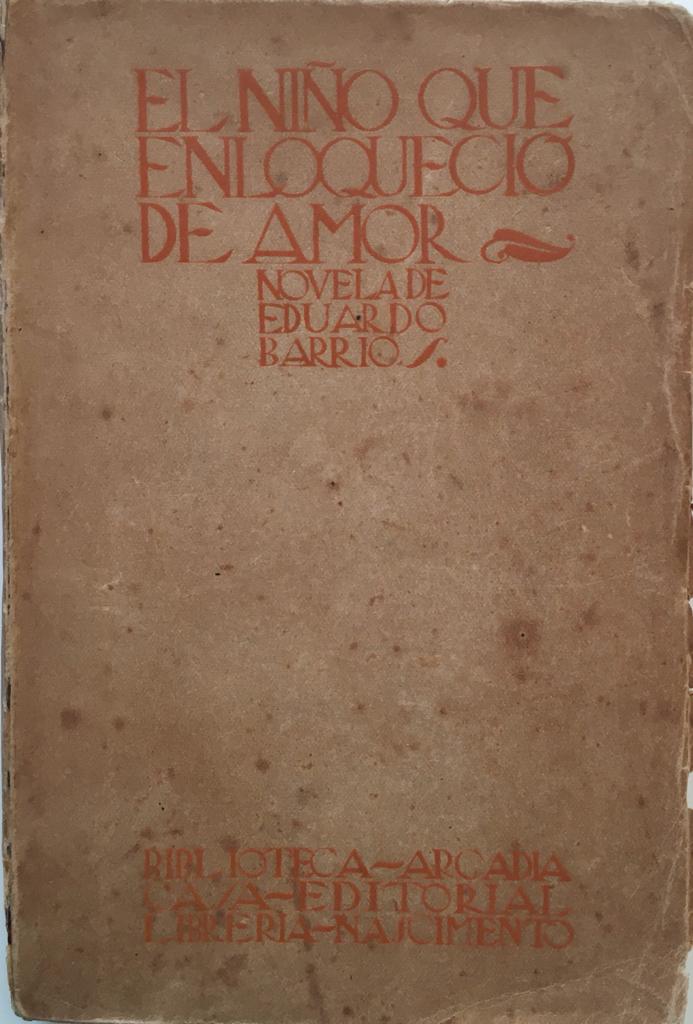 EL NIÑO QUE
ENLOQUECIÓ
DE AMOR
NOVELA DE
EDUARDO
BARRIOS.
BIBLIOTECA—ARCADIA
CASA—EDITORIAL
LIBRERIA—NASCIMENTO